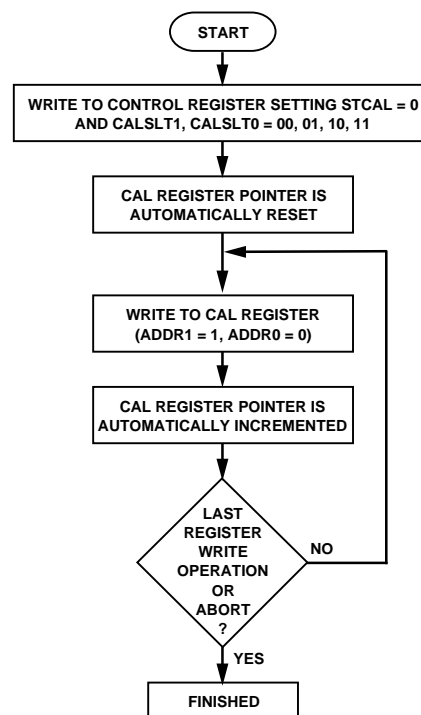 START
WRITE TO CONTROL REGISTER SETTING STCAL = 0
AND CALSLT1, CALSLT0 = 00, 01, 10, 11
CAL REGISTER POINTER IS
AUTOMATICALLY RESET
WRITE TO CAL REGISTER
(ADDR1 = 1, ADDR0 = 0)
CAL REGISTER POINTER IS
AUTOMATICALLY INCREMENTED
LAST
REGISTER
WRITE
OPERATION
OR
ABORT
?
NO
YES
FINISHED